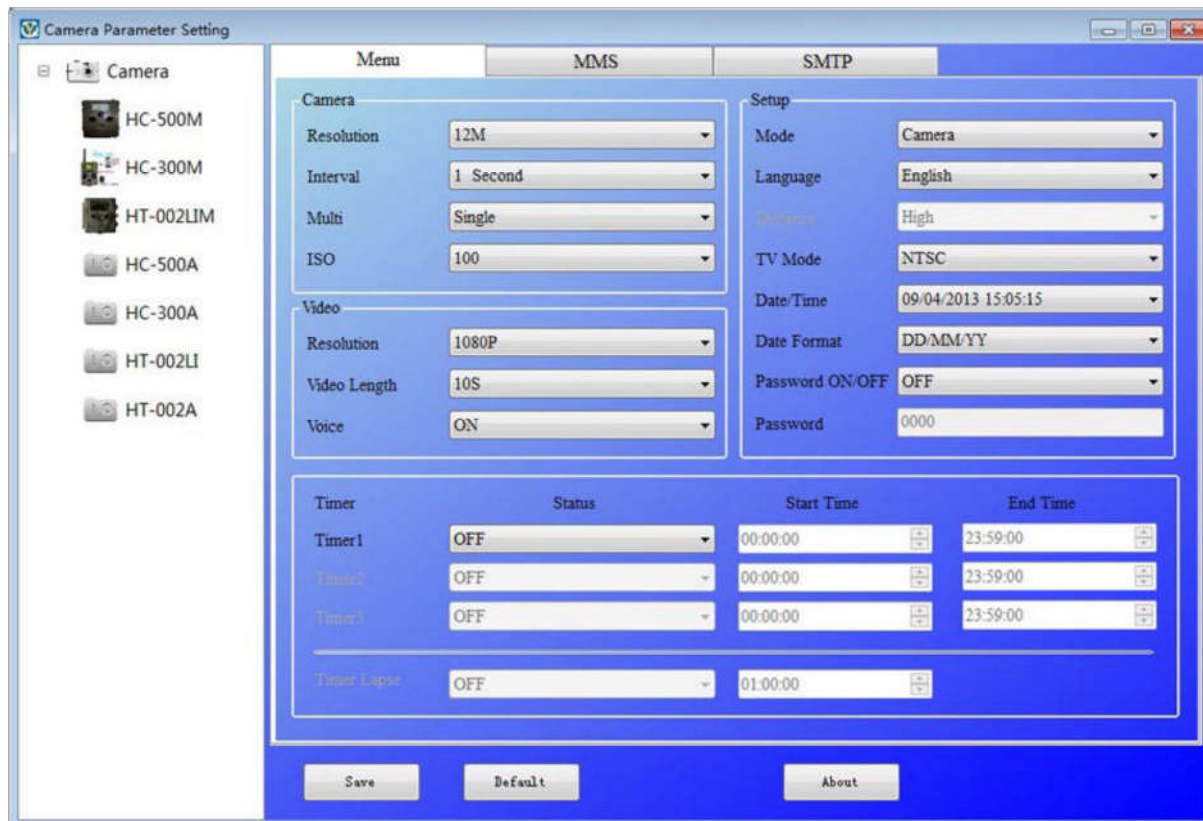 Camera Parameter Setting
Camera
HC-500M
HC-300M
HT-002LIM
HC-500A
HC-300A
HT-002LI
HT-002A
Menu MMS SMTP
Camera
Resolution 12M
Interval 1 Second
Multi Single
ISO 100
Video
Resolution 1080P
Video Length 10S
Voice ON
Setup
Mode Camera
Language English
Distance High
TV Mode NTSC
Date/Time 09/04/2013 15:05:15
Date Format DD/MM/YY
Password ON/OFF OFF
Password 0000
Timer Status Start Time End Time
Timer1 OFF 00:00:00 23:59:00
Timer2 OFF 00:00:00 23:59:00
Timer3 OFF 00:00:00 23:59:00
Timer Lapse OFF 01:00:00
Save Default About